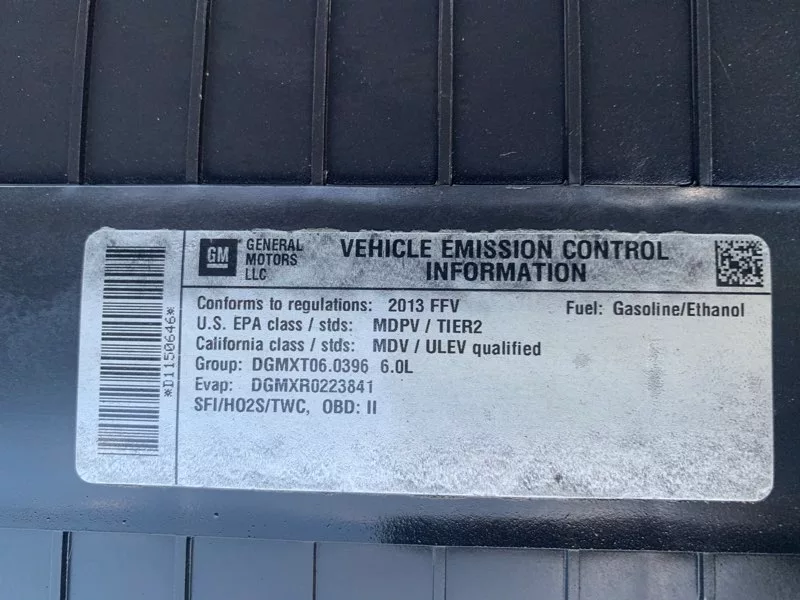 GM
GENERAL
MOTORS
LLC
VEHICLE EMISSION CONTROL
INFORMATION
Conforms to regulations: 2013 FFV Fuel: Gasoline/Ethanol
U.S. EPA class / stds: MDPV / TIER2
California class / stds: MDV / ULEV qualified
Group: DGMXT06.0396 6.0L
Evap: DGMXR0223841
SFI/HO2S/TWC, OBD: II
*D1150646*